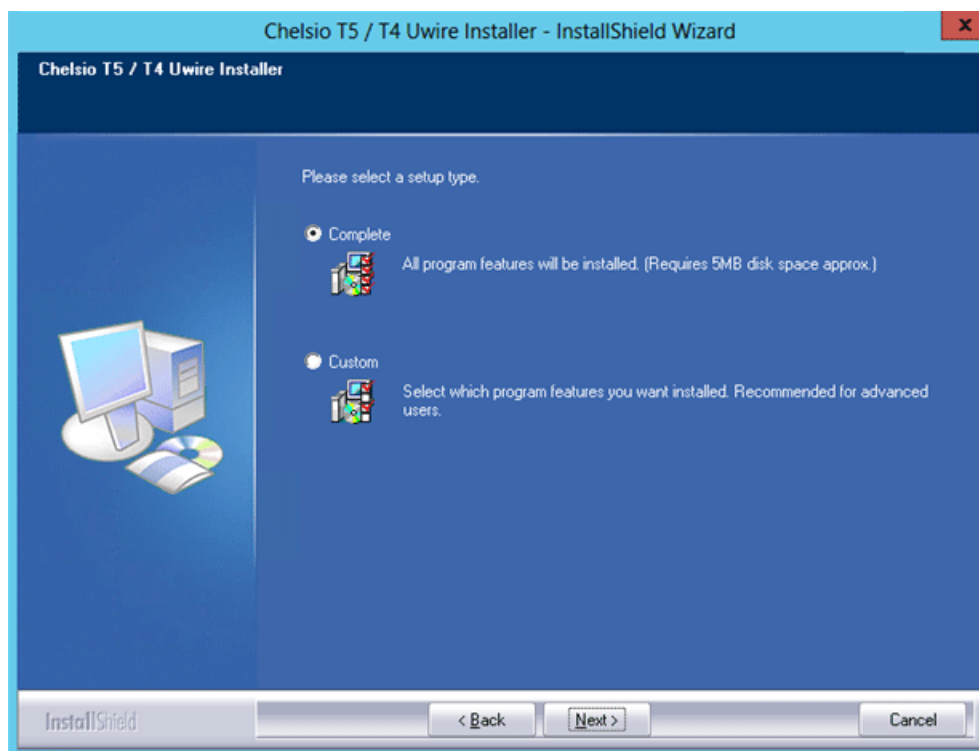 Chelsio T5 / T4 Uwire Installer - InstallShield Wizard
x
Chelsio T5 / T4 Uwire Installer
Please select a setup type.
Complete
All program features will be installed. (Requires 5MB disk space approx.)
Custom
Select which program features you want installed. Recommended for advanced
users.
InstallShield
< Back
Next >
Cancel